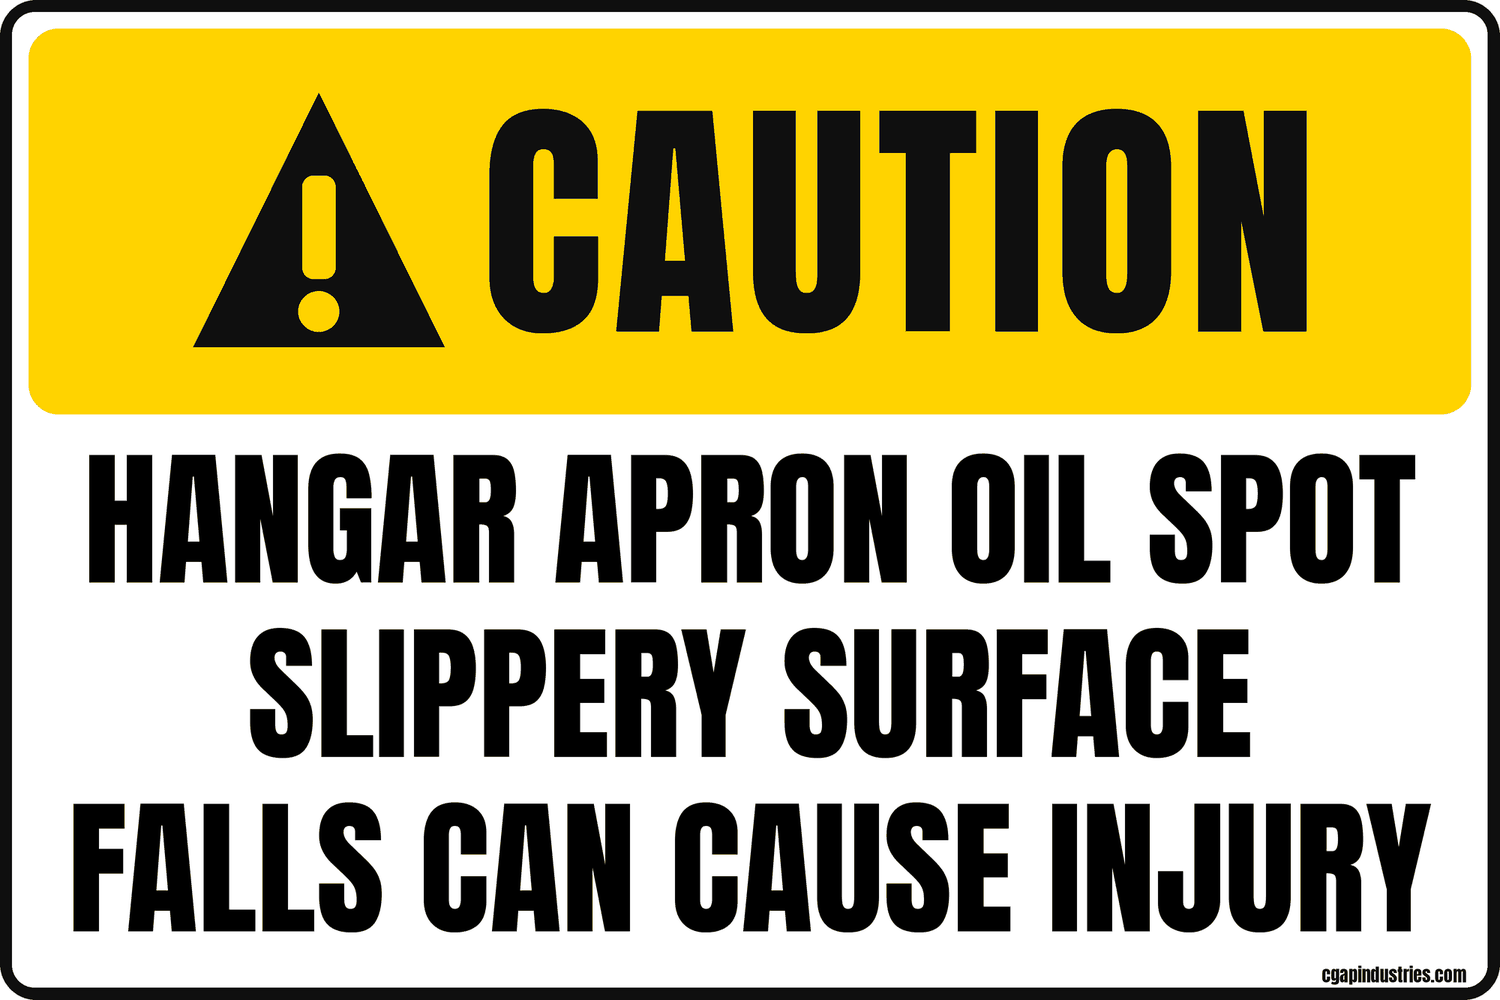 CAUTION
HANGAR APRON OIL SPOT
SLIPPERY SURFACE
FALLS CAN CAUSE INJURY
cgapindustries.com